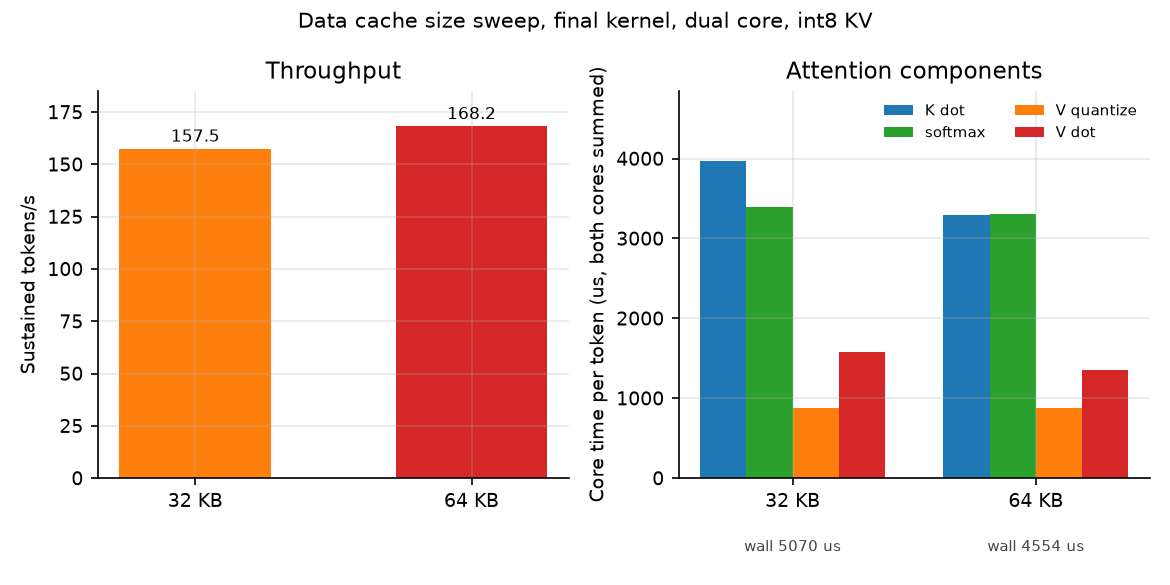 Data cache size sweep, final kernel, dual core, int8 KV
Throughput
Sustained tokens/s
175
150
125
100
75
50
25
0
157.5
168.2
32 KB
64 KB
Attention components
Core time per token (us, both cores summed)
K dot
softmax
V quantize
V dot
4000
3000
2000
1000
0
32 KB
64 KB
wall 5070 us
wall 4554 us